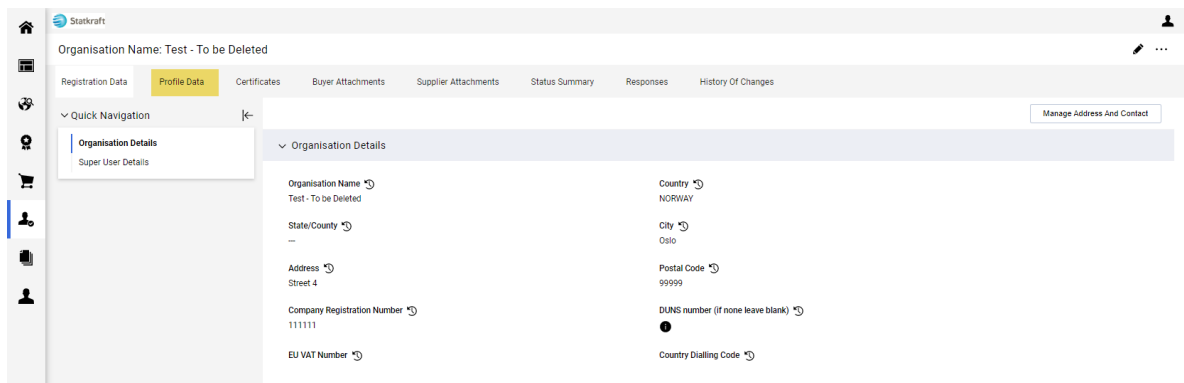 Statkraft
Organisation Name: Test - To be Deleted
Registration Data Profile Data Certificates Buyer Attachments Supplier Attachments Status Summary Responses History Of Changes
Quick Navigation
Organisation Details
Super User Details
Manage Address And Contact
Organisation Details
Organisation Name Country
Test - To be Deleted NORWAY
State/County City
--- Oslo
Address Postal Code
Street 4 99999
Company Registration Number DUNS number (if none leave blank)
111111
EU VAT Number Country Dialling Code